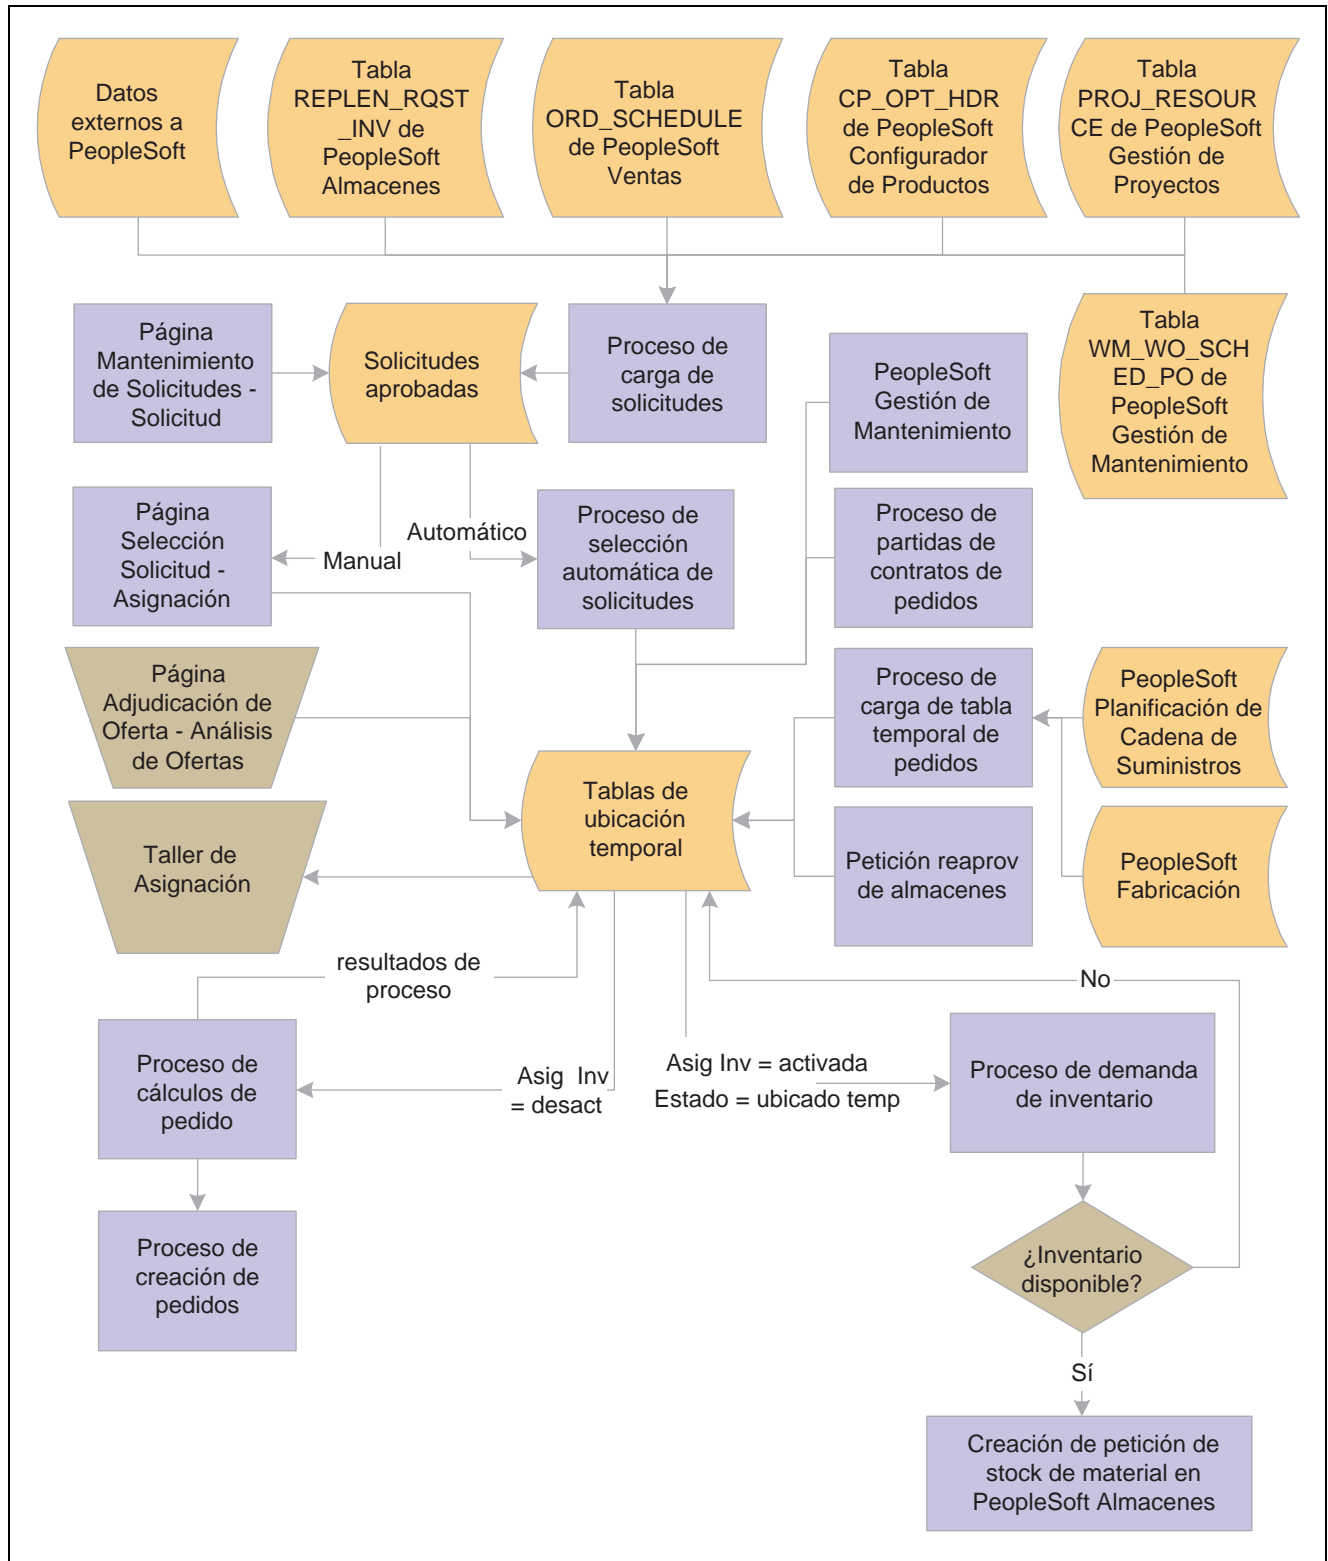 Datos
externos a
PeopleSoft
Tabla
REPLEN_RQST
_INV de
PeopleSoft
Almacenes
Tabla
ORD_SCHEDULE
de PeopleSoft
Ventas
Tabla
CP_OPT_HDR
de PeopleSoft
Configurador
de Productos
Tabla
PROJ_RESOUR
CE de PeopleSoft
Gestión de
Proyectos
Página
Mantenimiento
de Solicitudes -
Solicitud
Solicitudes
aprobadas
Proceso de
carga de
solicitudes
PeopleSoft
Gestión de
Mantenimiento
Tabla
WM_WO_SCH
ED_PO de
PeopleSoft
Gestión de
Mantenimiento
Página
Selección
Solicitud -
Asignación
Manual
Automático
Proceso de
selección
automática de
solicitudes
Proceso de
partidas de
contratos de
pedidos
Página
Adjudicación de
Oferta - Análisis
de Ofertas
Proceso de
carga de tabla
temporal de
pedidos
PeopleSoft
Planificación de
Cadena de
Suministros
Tablas de
ubicación
temporal
Taller de
Asignación
Petición reaprov
de almacenes
PeopleSoft
Fabricación
resultados de
proceso
No
Proceso de
cálculos de
pedido
Asig  Inv
= desact
Asig Inv = activada
Estado = ubicado temp
Proceso de demanda
de inventario
Proceso de
creación de
pedidos
¿Inventario
disponible?
Sí
Creación de petición de
stock de material en
PeopleSoft Almacenes